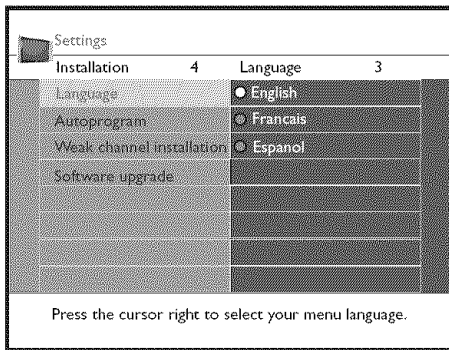 Settings
Installation 4 Language 3
Language English
Autoprogram Francais
Weak channel installation Espanol
Software upgrade
Press the cursor right to select your menu language.